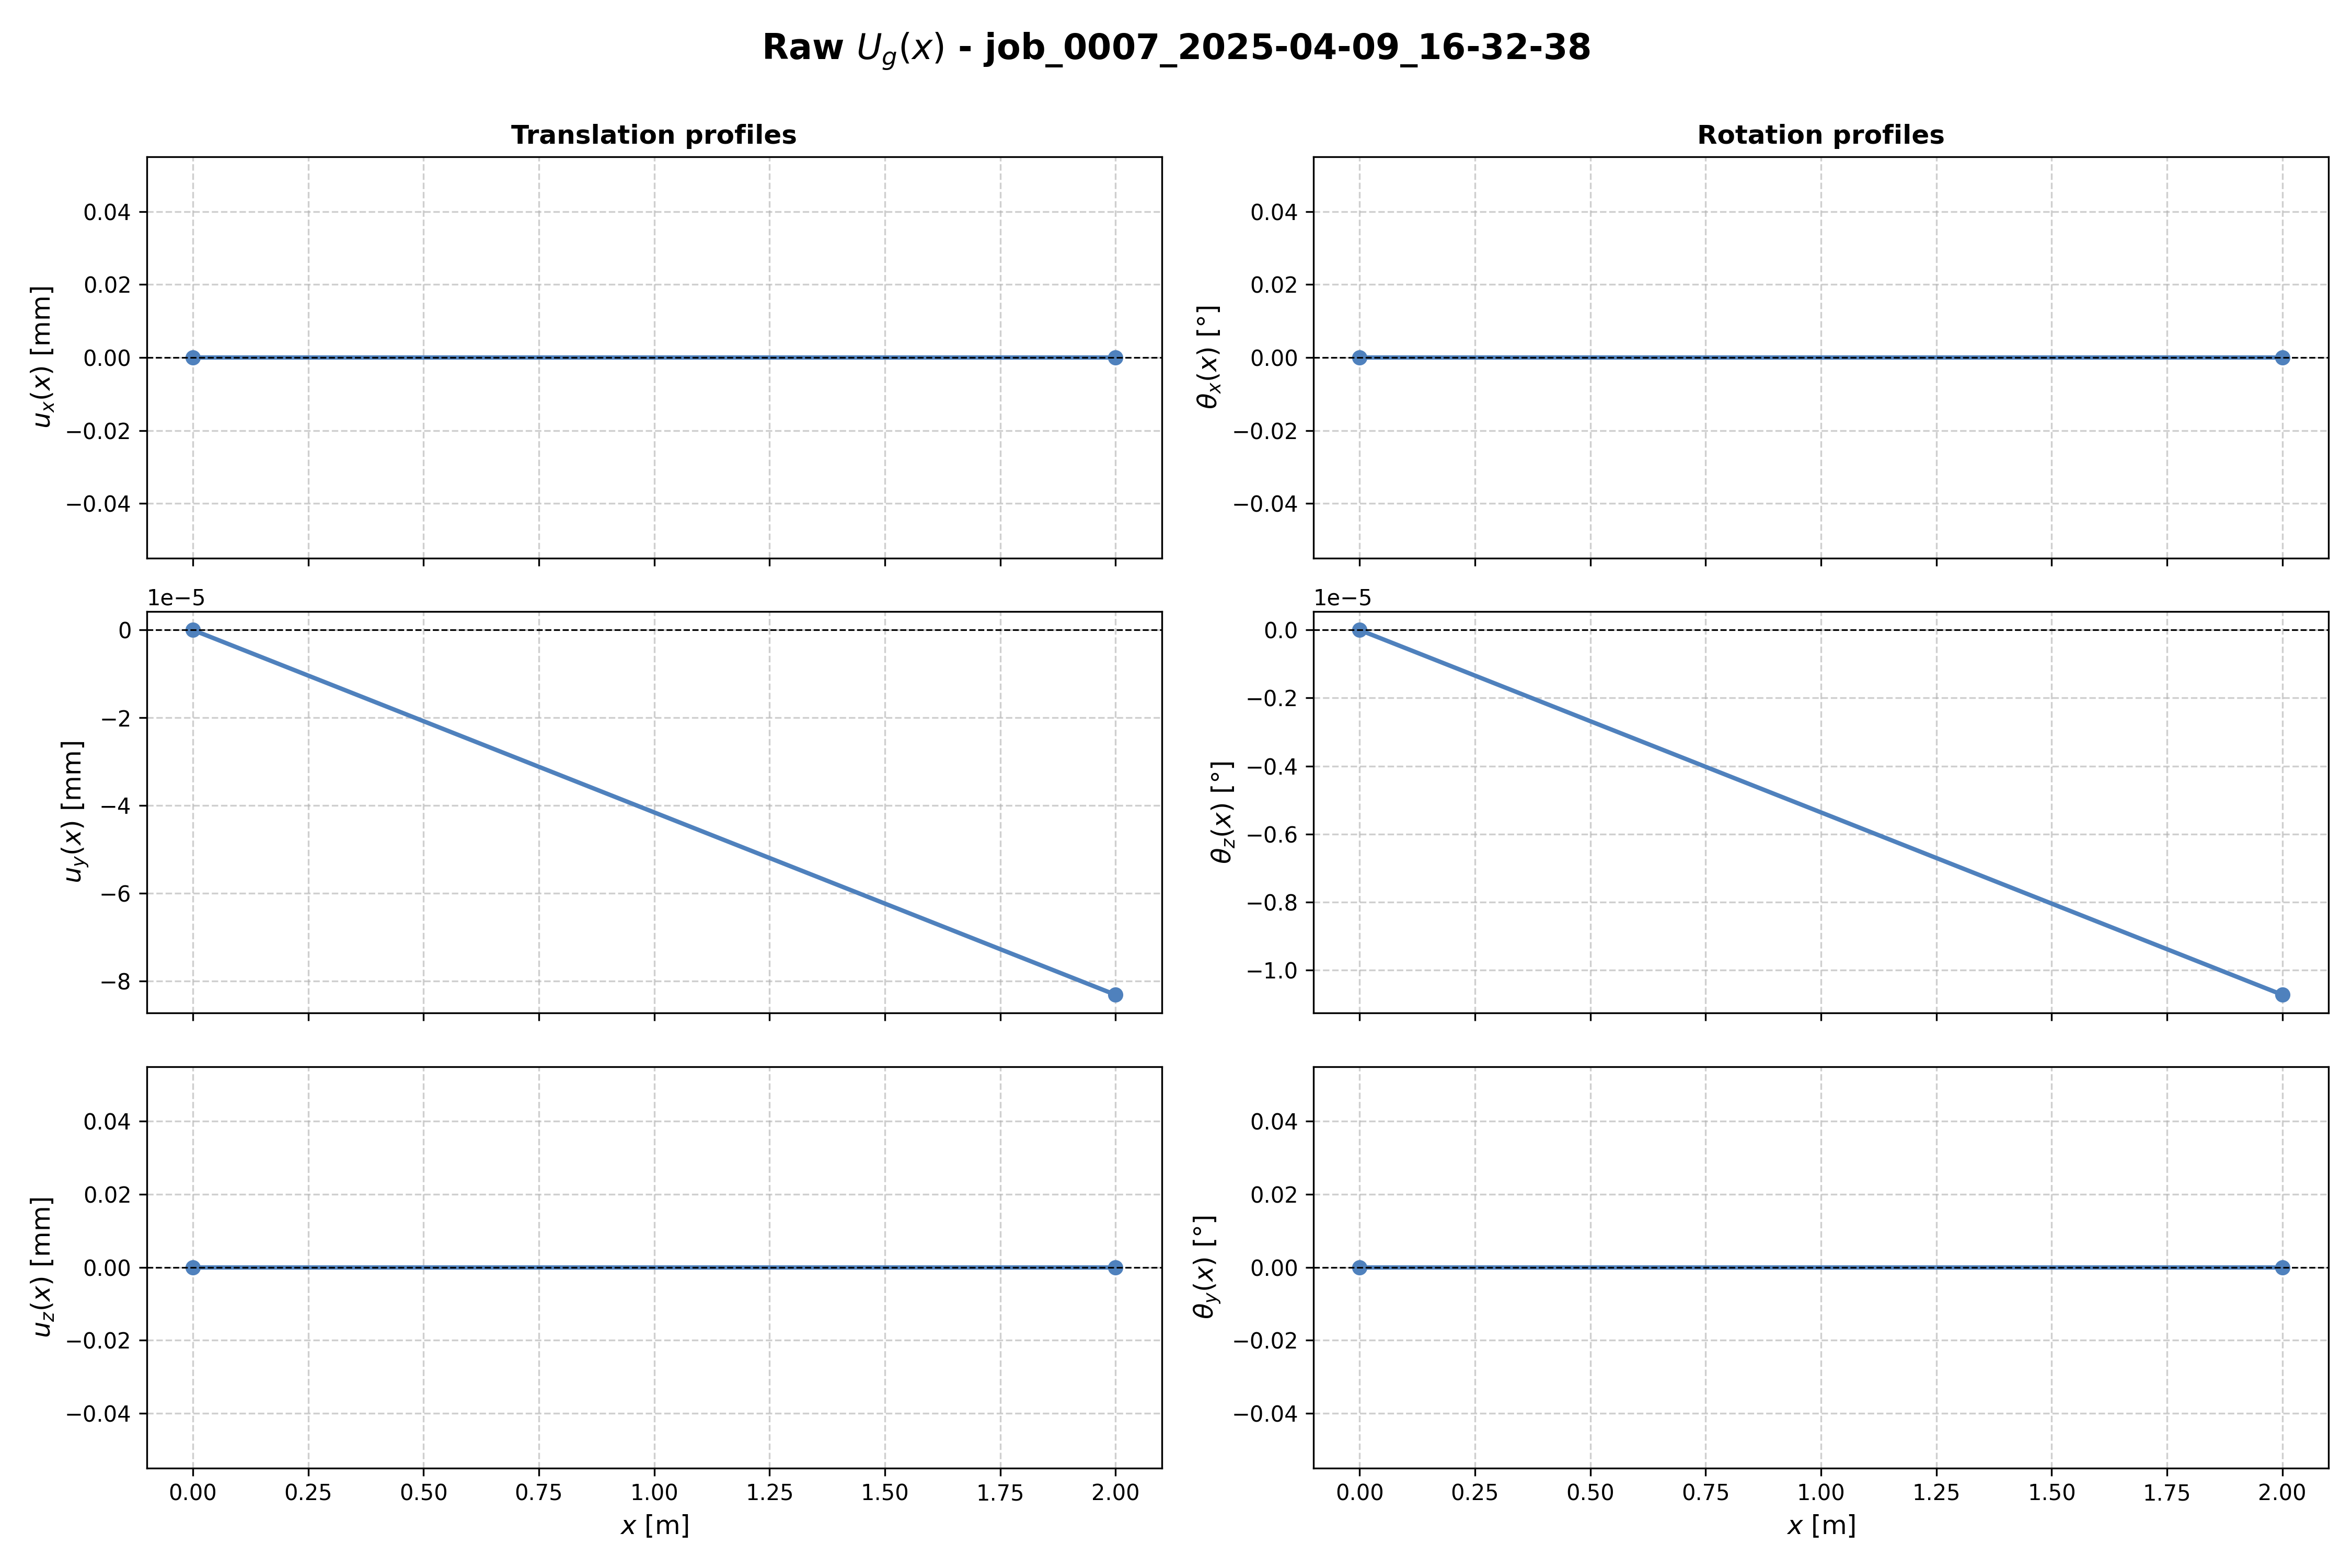 Raw U_g(x) - job_0007_2025-04-09_16-32-38
Translation profiles
0.04
0.02
0.00
−0.02
−0.04
u_x(x) [mm]
Rotation profiles
0.04
0.02
0.00
−0.02
−0.04
θ_x(x) [°]
1e−5
0
−2
−4
−6
−8
u_y(x) [mm]
1e−5
0.0
−0.2
−0.4
−0.6
−0.8
−1.0
θ_z(x) [°]
0.04
0.02
0.00
−0.02
−0.04
u_z(x) [mm]
0.00 0.25 0.50 0.75 1.00 1.25 1.50 1.75 2.00
x [m]
0.04
0.02
0.00
−0.02
−0.04
θ_y(x) [°]
0.00 0.25 0.50 0.75 1.00 1.25 1.50 1.75 2.00
x [m]